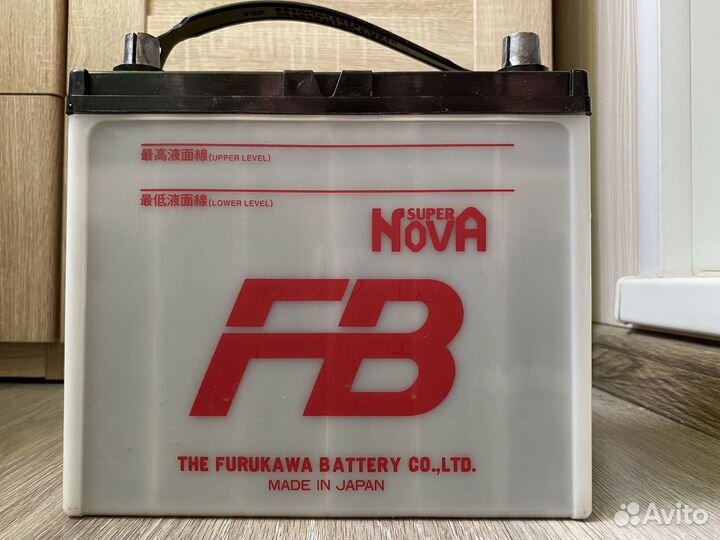 最高液面線(UPPER LEVEL)
最低液面線(LOWER LEVEL)
SUPER
NOVA
FB
THE FURUKAWA BATTERY CO.,LTD.
MADE IN JAPAN
Avito